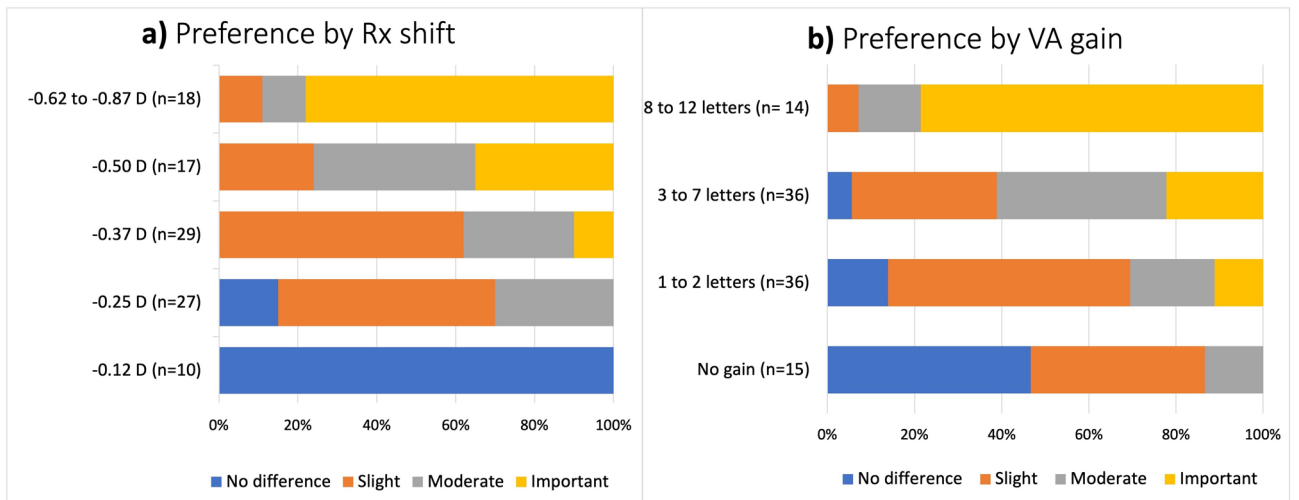 a) Preference by Rx shift
-0.62 to -0.87 D (n=18)
-0.50 D (n=17)
-0.37 D (n=29)
-0.25 D (n=27)
-0.12 D (n=10)
0% 20% 40% 60% 80% 100%
No difference Slight Moderate Important
b) Preference by VA gain
8 to 12 letters (n= 14)
3 to 7 letters (n=36)
1 to 2 letters (n=36)
No gain (n=15)
0% 20% 40% 60% 80% 100%
No difference Slight Moderate Important